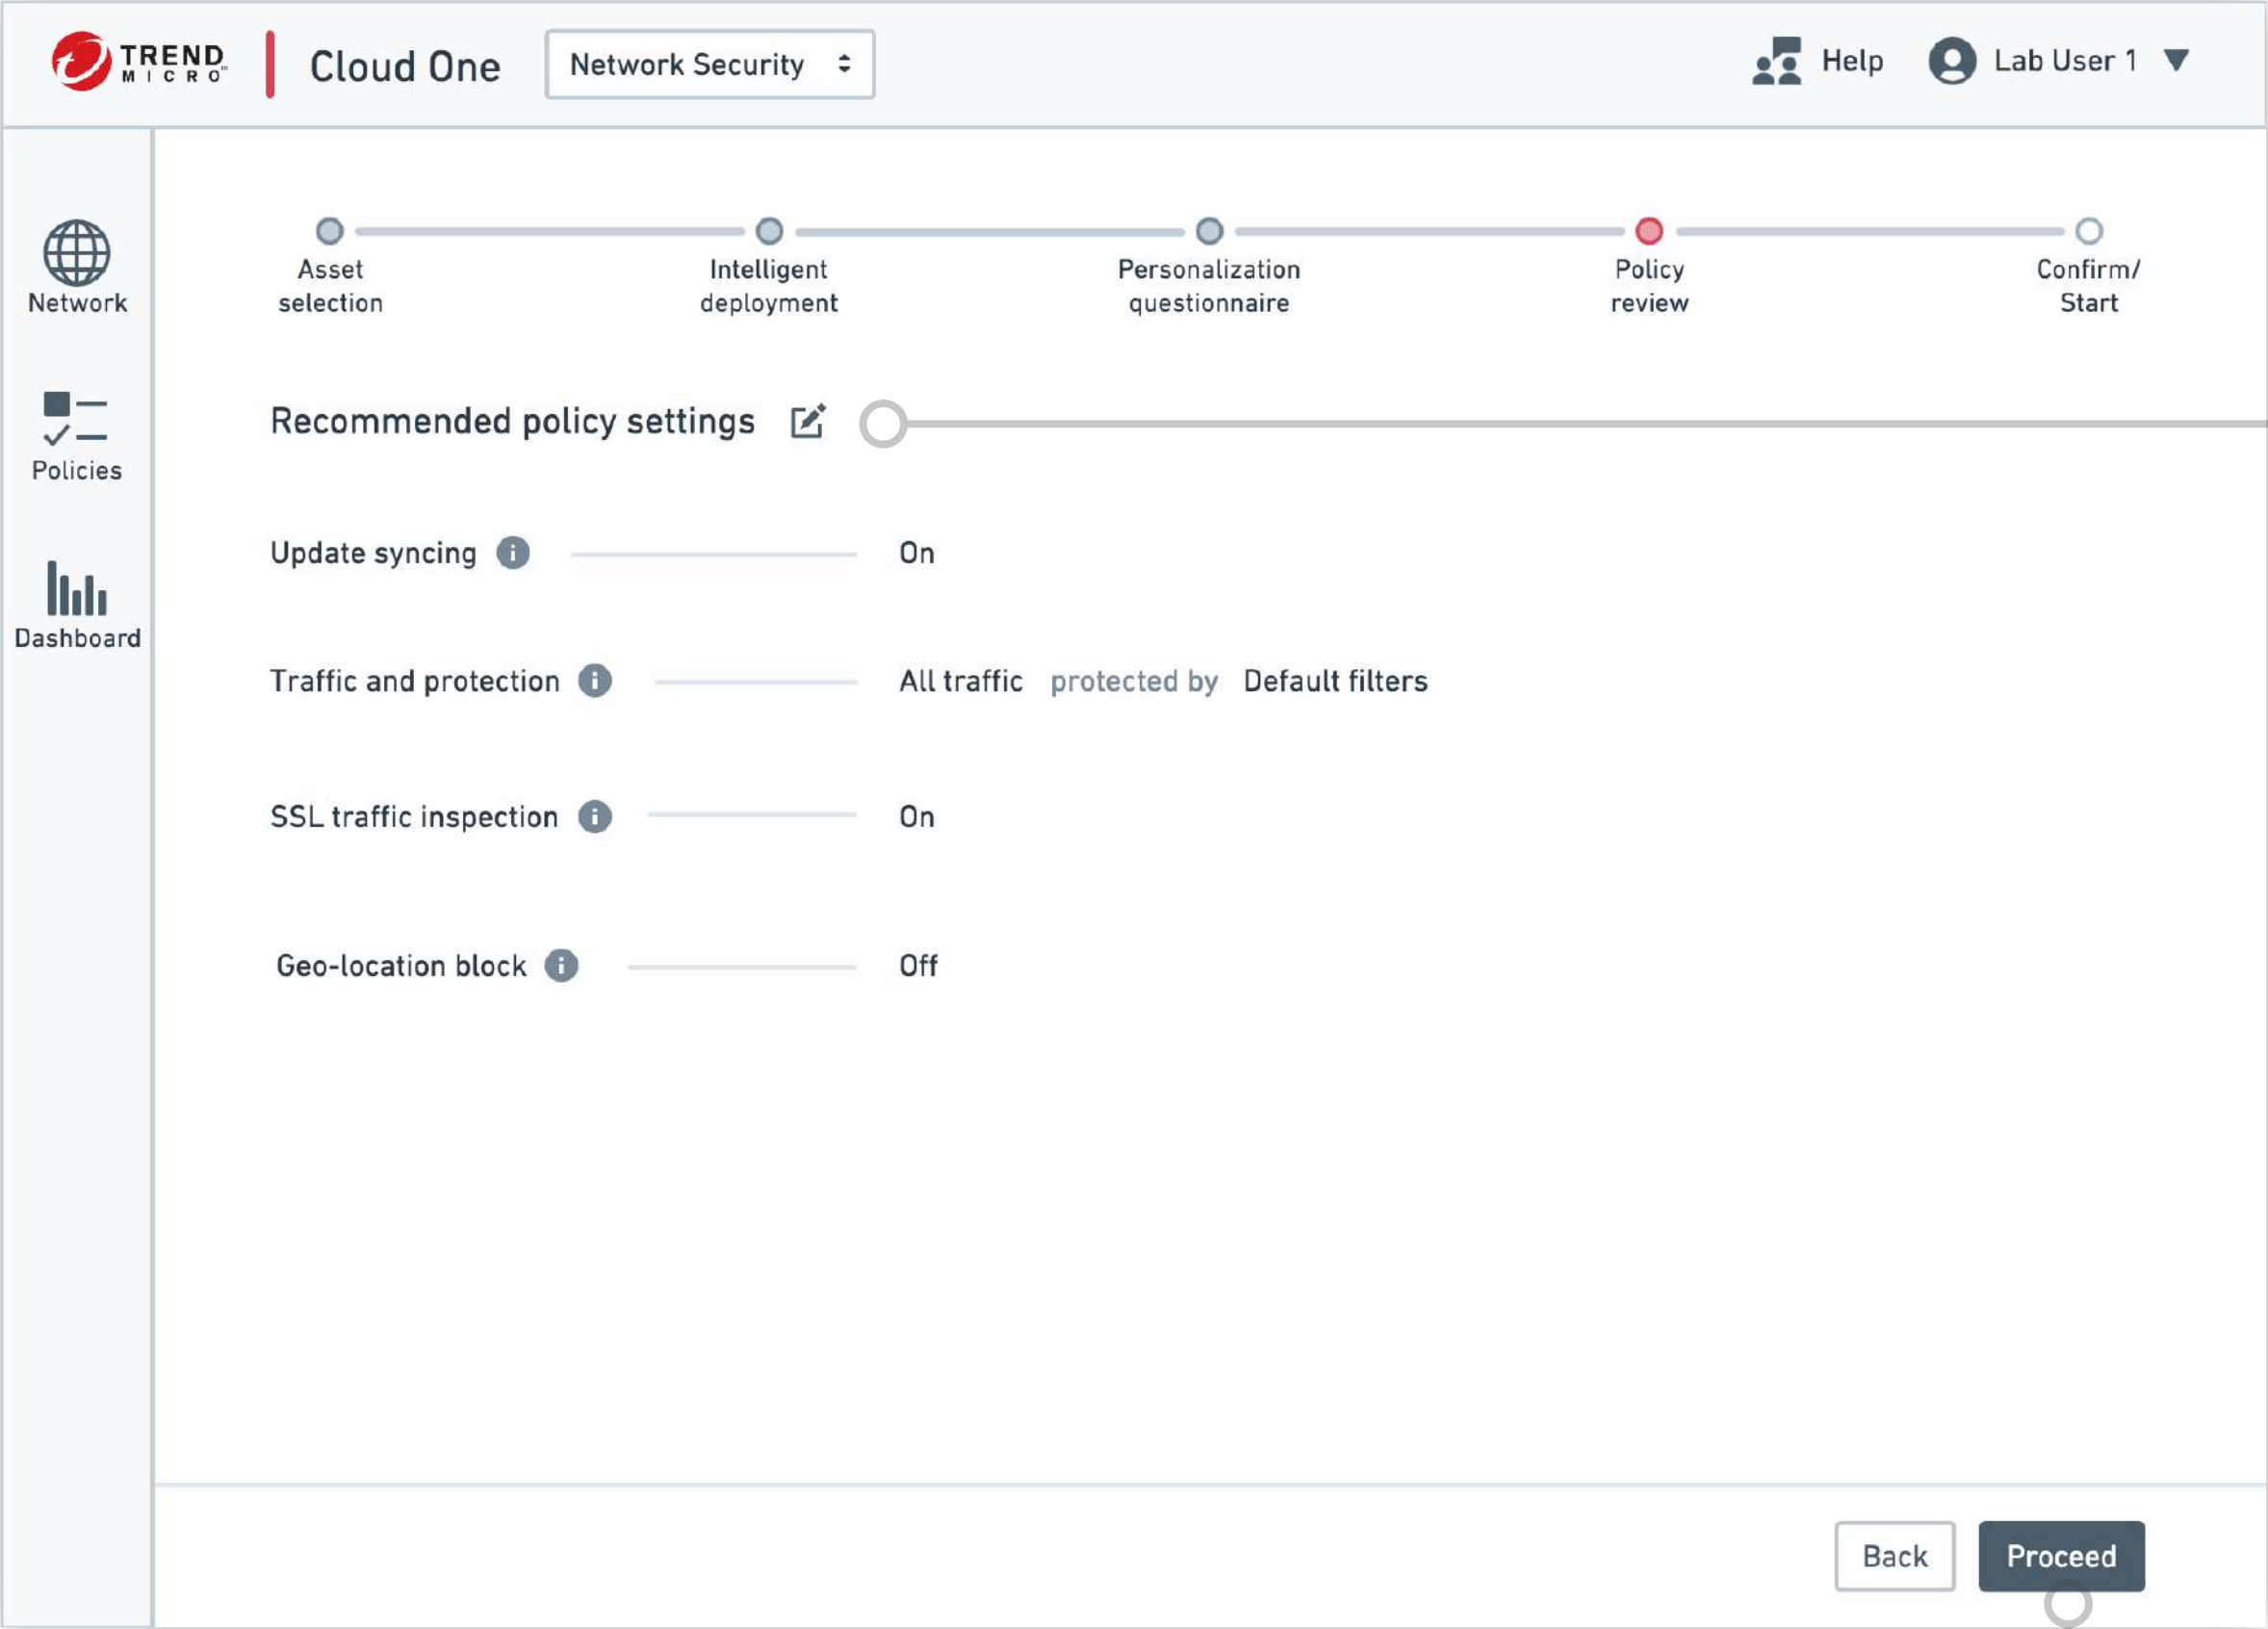 TREND
MICRO™
Cloud One
Network Security
Help
Lab User 1
Network
Policies
Dashboard
Asset
selection
Intelligent
deployment
Personalization
questionnaire
Policy
review
Confirm/
Start
Recommended policy settings
Update syncing i On
Traffic and protection i All traffic protected by Default filters
SSL traffic inspection i On
Geo-location block i Off
Back Proceed